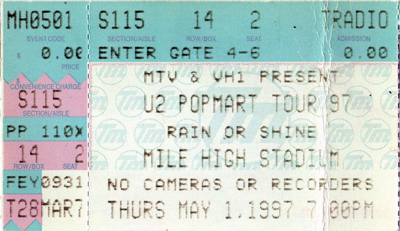 MH0501 S115 14 2 TRADIO
EVENT CODE SECTION/AISLE ROW/BOX SEAT ADMISSION
$ 0.00 ENTER GATE 4-6 0.00
PRICE
CONVENIENCE CHARGE
MTV & VH1 PRESENT
S115
SECTION/AISLE
U2 POPMART TOUR 97
PP 110X
RAIN OR SHINE
14 2
ROW/BOX SEAT
MILE HIGH STADIUM
FEY0931
NO CAMERAS OR RECORDERS
T28MAR7
THURS MAY 1,1997 7:00PM